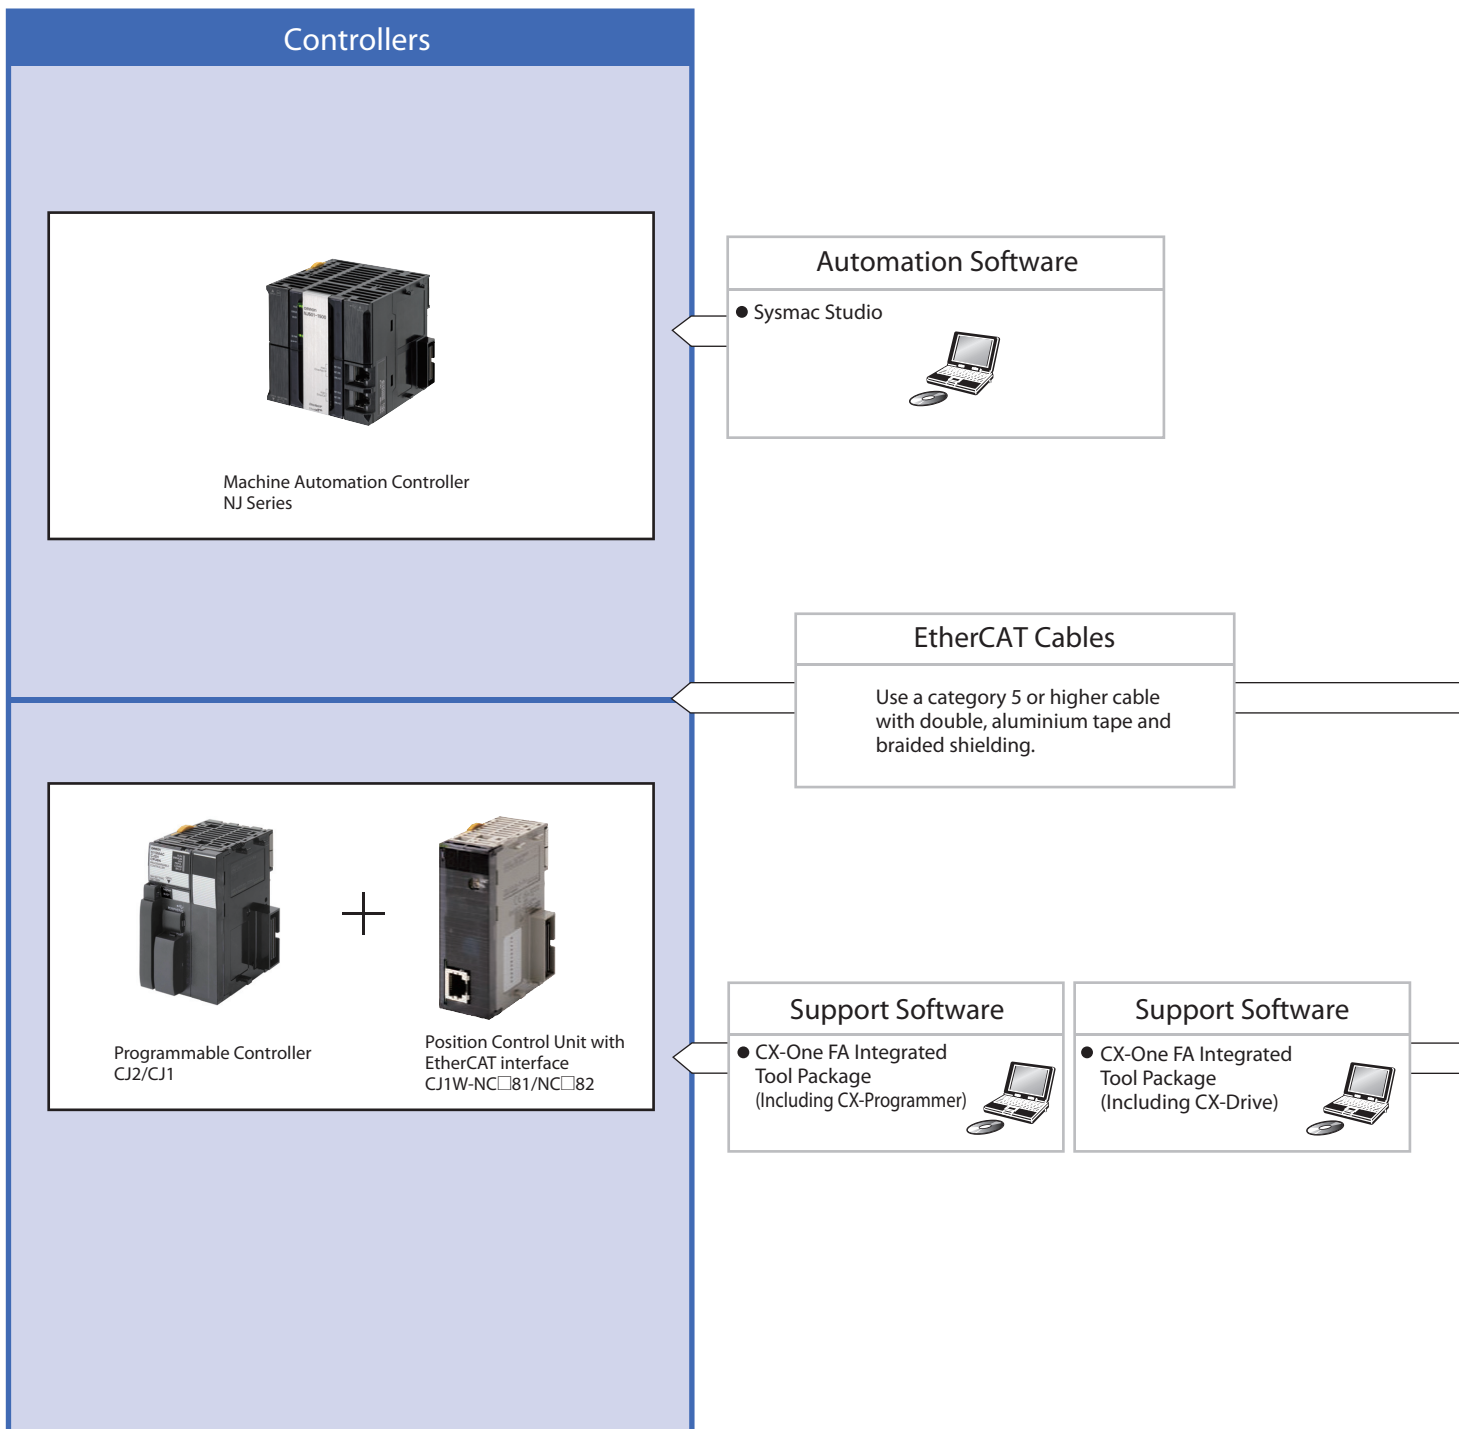 Controllers
Automation Software
● Sysmac Studio
Machine Automation Controller
NJ Series
EtherCAT Cables
Use a category 5 or higher cable
with double, aluminium tape and
braided shielding.
Programmable Controller
CJ2/CJ1
Position Control Unit with
EtherCAT interface
CJ1W-NC□81/NC□82
Support Software
● CX-One FA Integrated
Tool Package
(Including CX-Programmer)
Support Software
● CX-One FA Integrated
Tool Package
(Including CX-Drive)